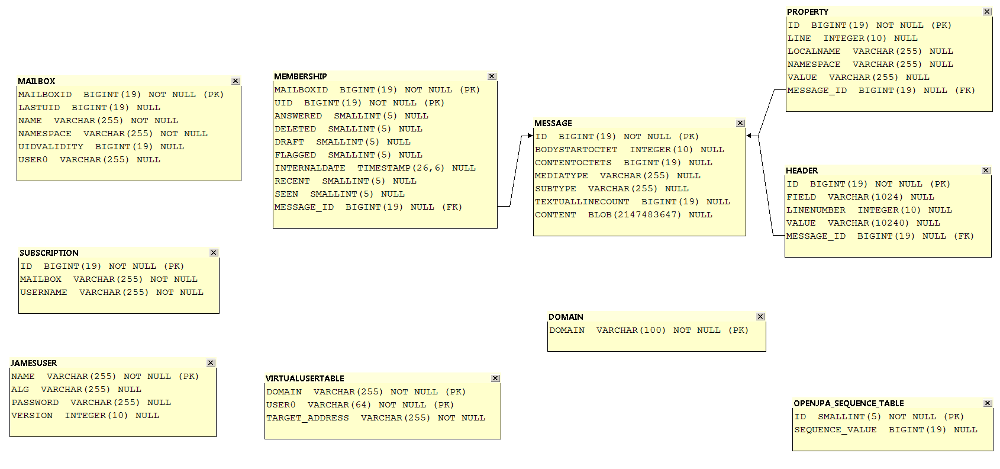 MAILBOX
MAILBOXID BIGINT(19) NOT NULL (PK)
LASTUID BIGINT(19) NULL
NAME VARCHAR(255) NOT NULL
NAMESPACE VARCHAR(255) NOT NULL
UIDVALIDITY BIGINT(19) NULL
USER0 VARCHAR(255) NULL
MEMBERSHIP
MAILBOXID BIGINT(19) NOT NULL (PK)
UID BIGINT(19) NOT NULL (PK)
ANSWERED SMALLINT(5) NULL
DELETED SMALLINT(5) NULL
DRAFT SMALLINT(5) NULL
FLAGGED SMALLINT(5) NULL
INTERNALDATE TIMESTAMP(26,6) NULL
RECENT SMALLINT(5) NULL
SEEN SMALLINT(5) NULL
MESSAGE_ID BIGINT(19) NULL (FK)
MESSAGE
ID BIGINT(19) NOT NULL (PK)
BODYSTARTOCTET INTEGER(10) NULL
CONTENTOCTETS BIGINT(19) NULL
MEDIATYPE VARCHAR(255) NULL
SUBTYPE VARCHAR(255) NULL
TEXTUALLINECOUNT BIGINT(19) NULL
CONTENT BLOB(2147483647) NULL
PROPERTY
ID BIGINT(19) NOT NULL (PK)
LINE INTEGER(10) NULL
LOCALNAME VARCHAR(255) NULL
NAMESPACE VARCHAR(255) NULL
VALUE VARCHAR(255) NULL
MESSAGE_ID BIGINT(19) NULL (FK)
HEADER
ID BIGINT(19) NOT NULL (PK)
FIELD VARCHAR(1024) NULL
LINENUMBER INTEGER(10) NULL
VALUE VARCHAR(10240) NULL
MESSAGE_ID BIGINT(19) NULL (FK)
SUBSCRIPTION
ID BIGINT(19) NOT NULL (PK)
MAILBOX VARCHAR(255) NOT NULL
USERNAME VARCHAR(255) NOT NULL
DOMAIN
DOMAIN VARCHAR(100) NOT NULL (PK)
JAMESUSER
NAME VARCHAR(255) NOT NULL (PK)
ALG VARCHAR(255) NULL
PASSWORD VARCHAR(255) NULL
VERSION INTEGER(10) NULL
VIRTUALUSERTABLE
DOMAIN VARCHAR(255) NOT NULL (PK)
USER0 VARCHAR(64) NOT NULL (PK)
TARGET_ADDRESS VARCHAR(255) NOT NULL
OPENJPA_SEQUENCE_TABLE
ID SMALLINT(5) NOT NULL (PK)
SEQUENCE_VALUE BIGINT(19) NULL